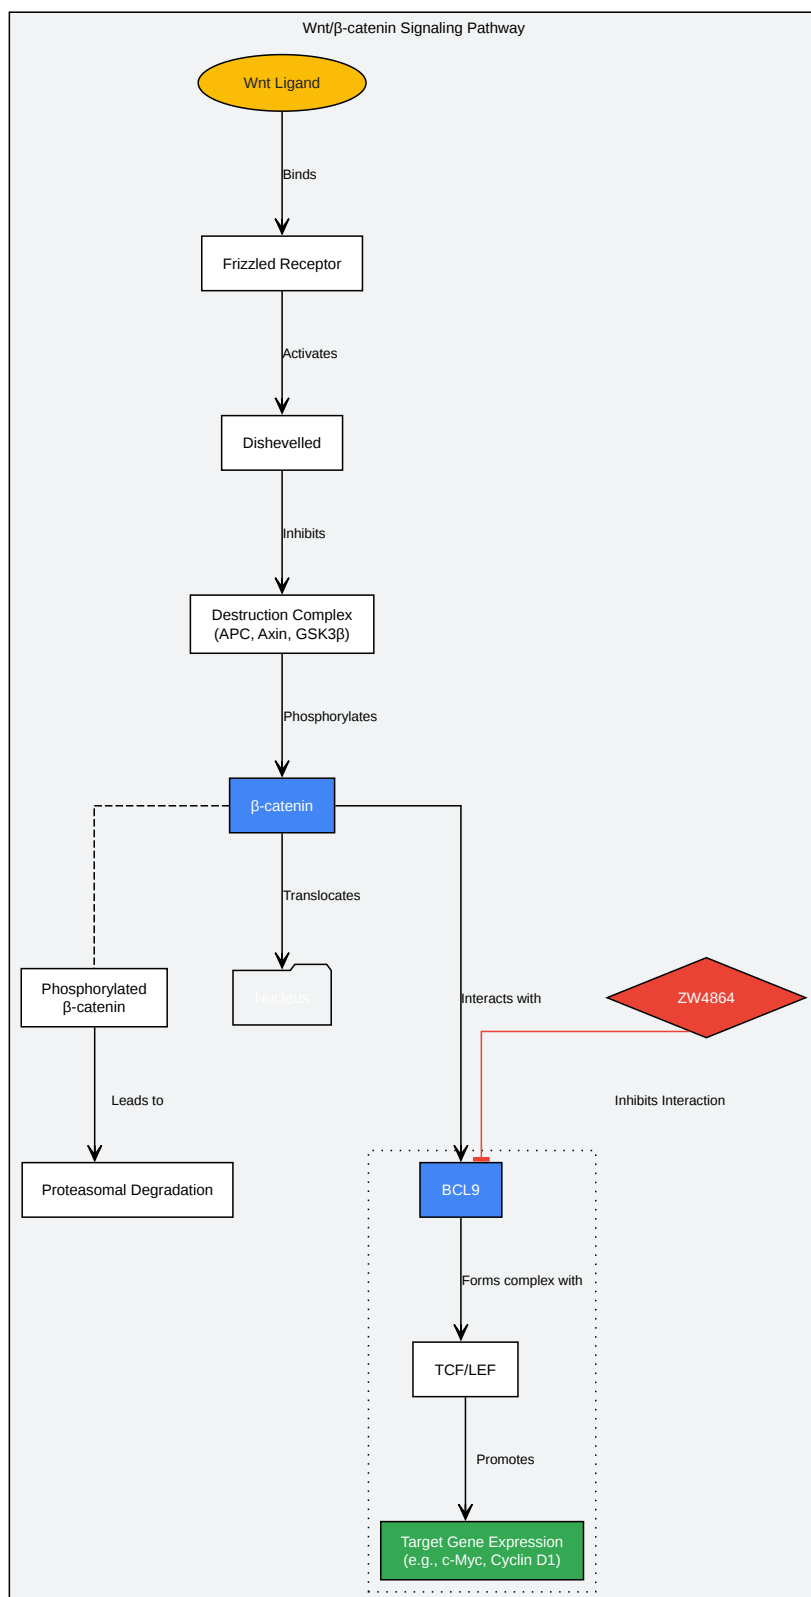 Wnt/β-catenin Signaling Pathway
Wnt Ligand
Binds
Frizzled Receptor
Activates
Dishevelled
Inhibits
Destruction Complex
(APC, Axin, GSK3β)
Phosphorylates
β-catenin
Translocates
Phosphorylated
β-catenin
Nucleus
Interacts with
ZW4864
Leads to
Inhibits Interaction
Proteasomal Degradation
BCL9
Forms complex with
TCF/LEF
Promotes
Target Gene Expression
(e.g., c-Myc, Cyclin D1)